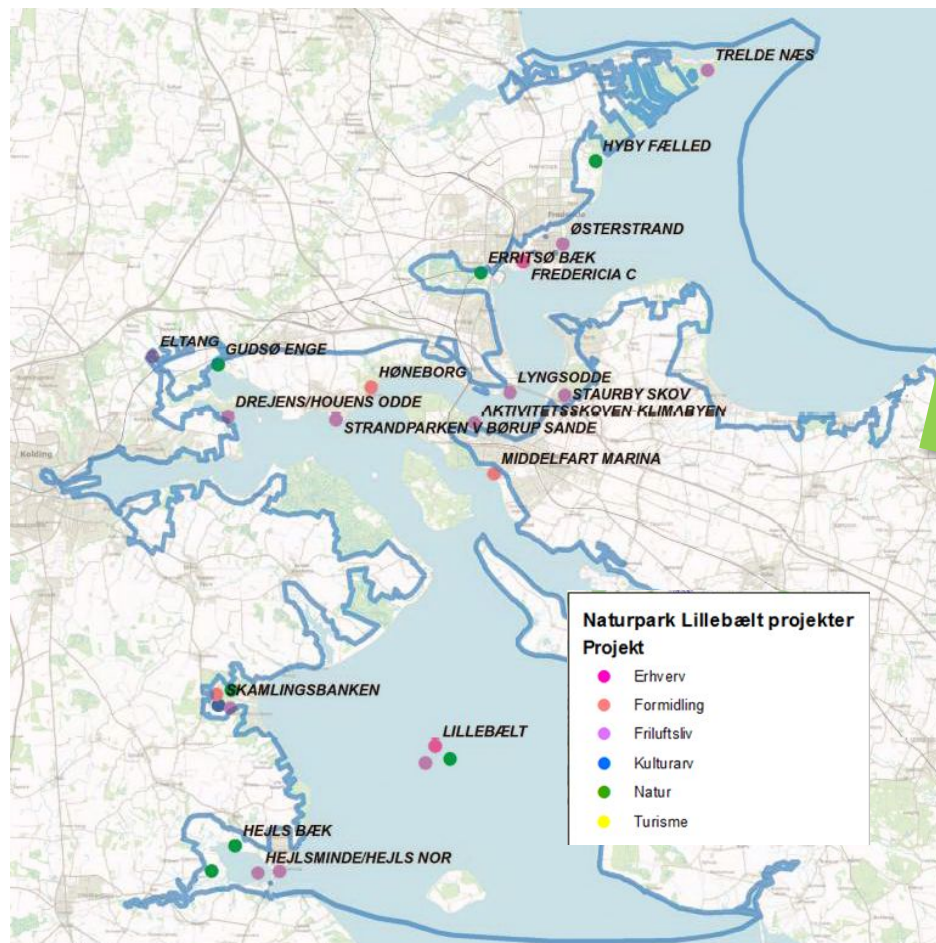 TRELDE NÆS
HYBY FÆLLED
Fredericia
ØSTERSTRAND
ERRITSØ BÆK
FREDERICIA C
ELTANG
GUDSØ ENGE
HØNEBORG
LYNGSODDE
STAURBY SKOV
DREJENS/HOUENS ODDE
AKTIVITETSSKOVEN KLIMABYEN
STRANDPARKEN V BØRUP SANDE
Kolding
MIDDELFART MARINA
Naturpark Lillebælt projekter
Projekt
Erhverv
Formidling
Friluftsliv
Kulturarv
Natur
Turisme
SKAMLINGSBANKEN
LILLEBÆLT
HEJLS BÆK
HEJLSMINDE/HEJLS NOR